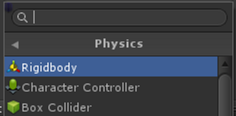 Physics
Rigidbody
Character Controller
Box Collider